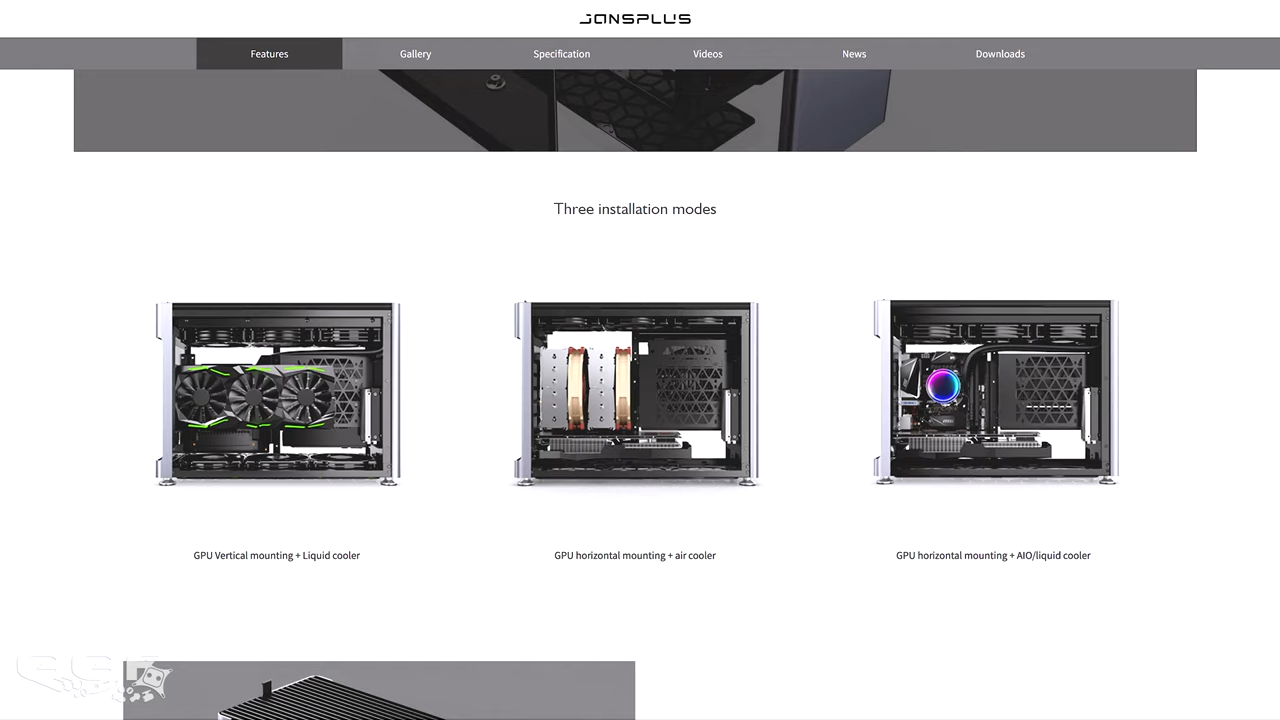 JONSPLUS
Features Gallery Specification Videos News Downloads
Three installation modes
GPU Vertical mounting + Liquid cooler
GPU horizontal mounting + air cooler
GPU horizontal mounting + AIO/liquid cooler